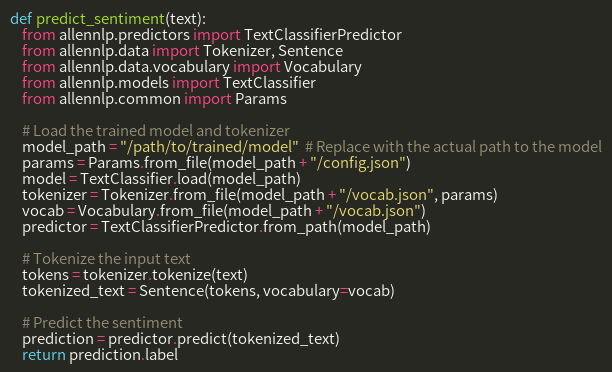 def predict_sentiment(text):
    from allennlp.predictors import TextClassifierPredictor
    from allennlp.data import Tokenizer, Sentence
    from allennlp.data.vocabulary import Vocabulary
    from allennlp.models import TextClassifier
    from allennlp.common import Params

    # Load the trained model and tokenizer
    model_path = "/path/to/trained/model"  # Replace with the actual path to the model
    params = Params.from_file(model_path + "/config.json")
    model = TextClassifier.load(model_path)
    tokenizer = Tokenizer.from_file(model_path + "/vocab.json", params)
    vocab = Vocabulary.from_file(model_path + "/vocab.json")
    predictor = TextClassifierPredictor.from_path(model_path)

    # Tokenize the input text
    tokens = tokenizer.tokenize(text)
    tokenized_text = Sentence(tokens, vocabulary=vocab)

    # Predict the sentiment
    prediction = predictor.predict(tokenized_text)
    return prediction.label